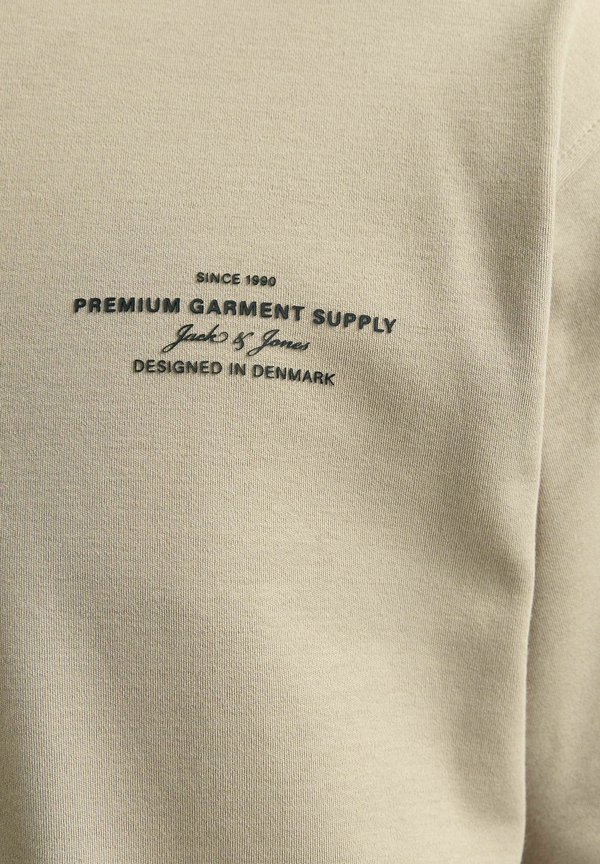 SINCE 1990
PREMIUM GARMENT SUPPLY
Jack & Jones
DESIGNED IN DENMARK